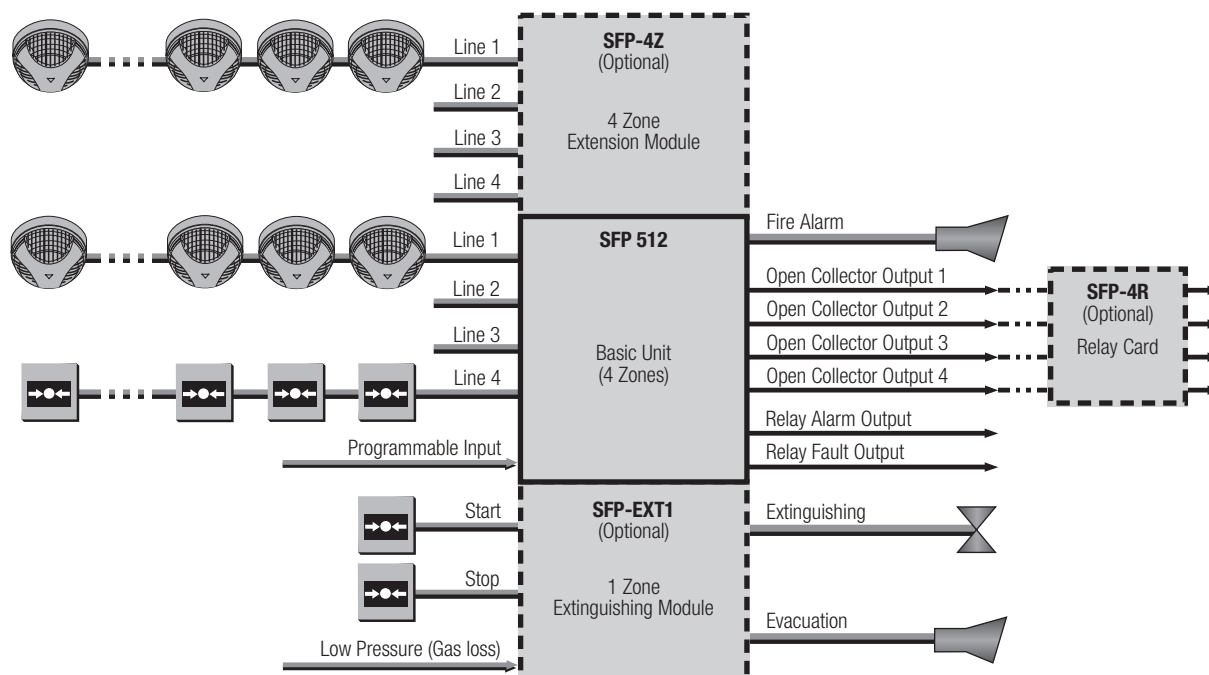 Line 1
Line 2
Line 3
Line 4
SFP-4Z
(Optional)
4 Zone
Extension Module
Line 1
Line 2
Line 3
Line 4
Programmable Input
SFP 512
Basic Unit
(4 Zones)
Fire Alarm
Open Collector Output 1
Open Collector Output 2
Open Collector Output 3
Open Collector Output 4
Relay Alarm Output
Relay Fault Output
SFP-4R
(Optional)
Relay Card
Start
Stop
Low Pressure (Gas loss)
SFP-EXT1
(Optional)
1 Zone
Extinguishing Module
Extinguishing
Evacuation